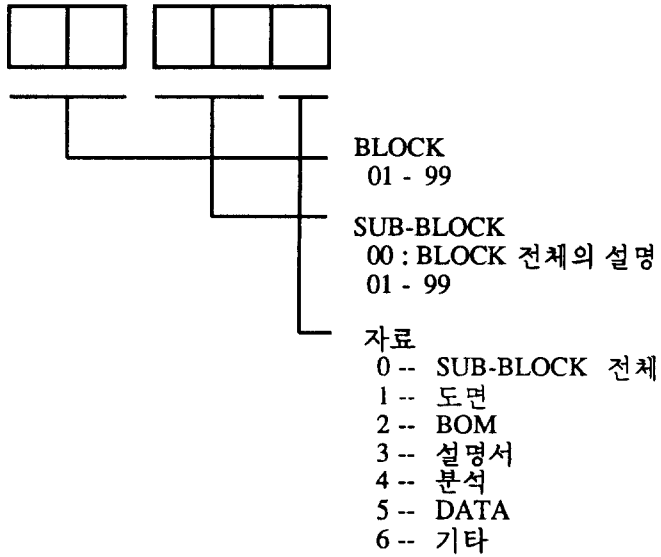 BLOCK
01 - 99
SUB-BLOCK
00 : BLOCK 전체의 설명
01 - 99
자료
0 -- SUB-BLOCK 전체
1 -- 도면
2 -- BOM
3 -- 설명서
4 -- 분석
5 -- DATA
6 -- 기타